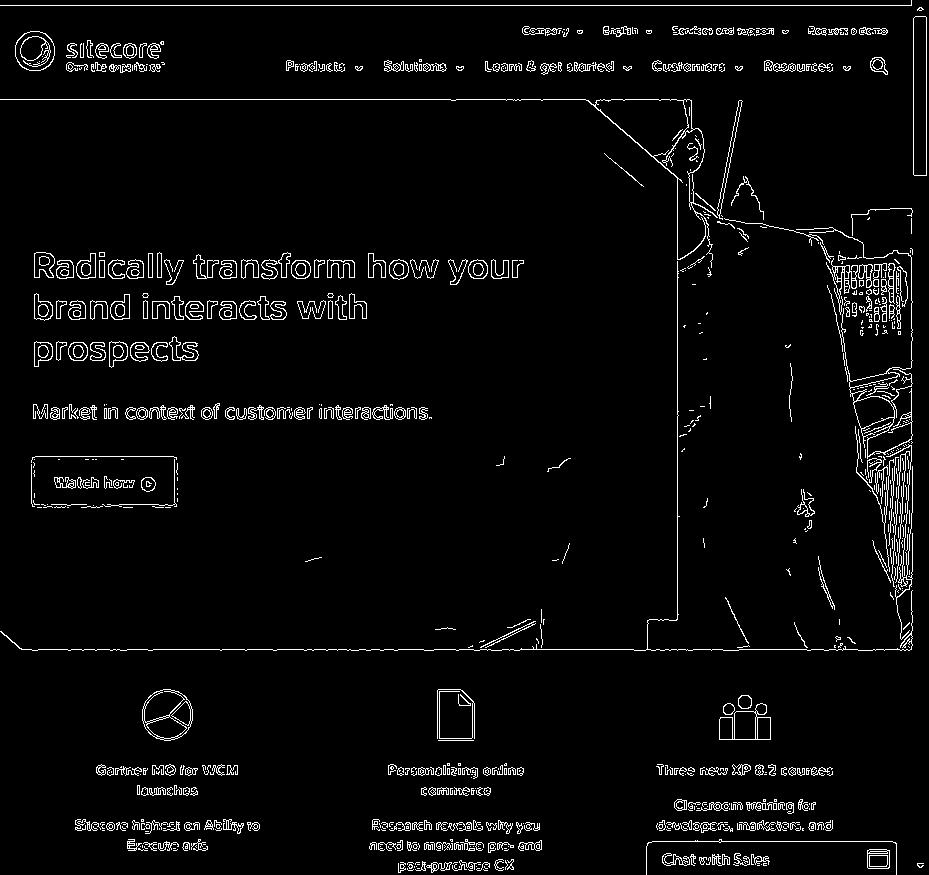 Company English Services and support Request a demo
sitecore
Own the experience
Products Solutions Learn & get started Customers Resources
Radically transform how your
brand interacts with
prospects
Market in context of customer interactions.
Watch how
Gartner MQ for WCM
launches
Personalizing online
commerce
Three new XP 8.2 courses
Sitecore highest on Ability to
Execute axis
Research reveals why you
need to maximize pre- and
post-purchase CX
Classroom training for
developers, marketers, and
Chat with Sales